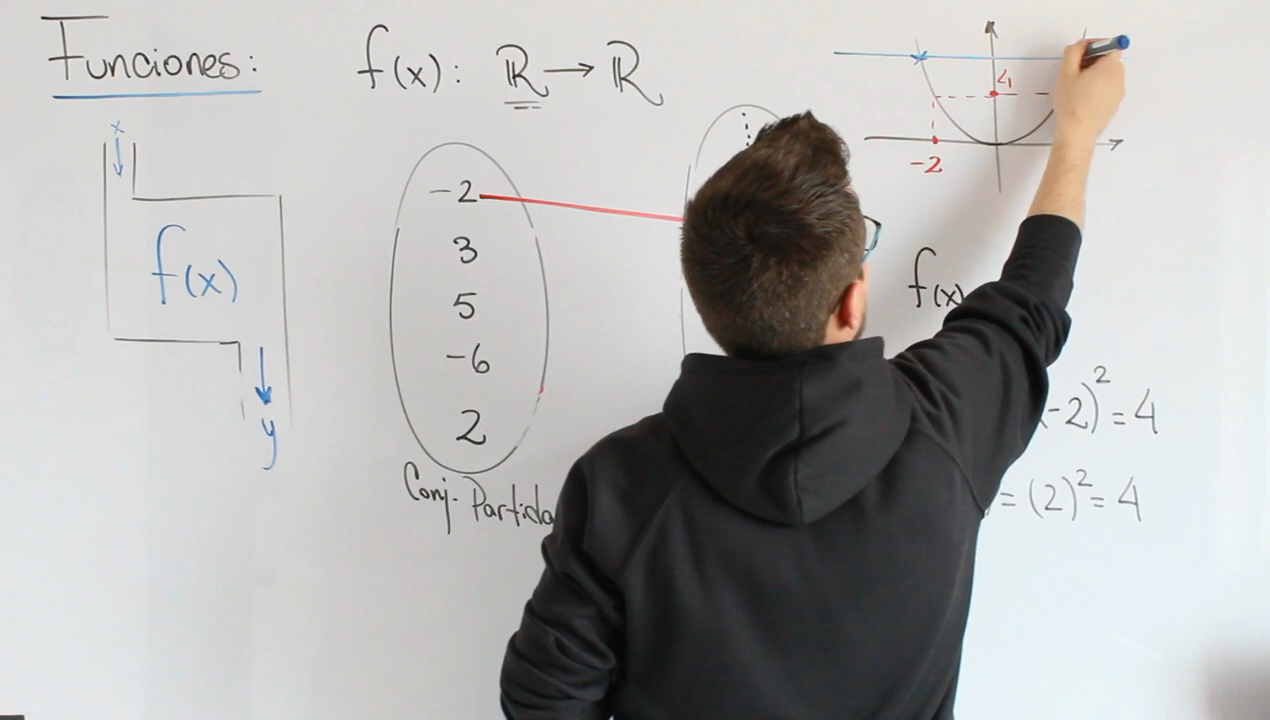 Funciones:
f(x): ℝ → ℝ
x
f(x)
y
-2
3
5
-6
2
Conj. Partida
4
-2
f(x)
-2)² = 4
= (2)² = 4